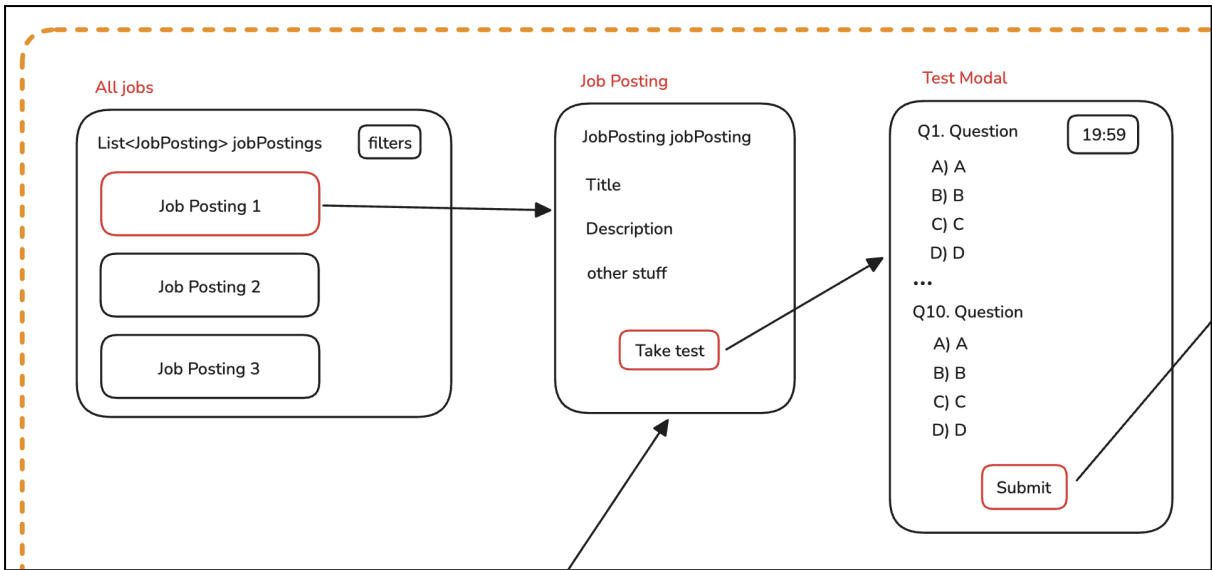 All jobs
List<JobPosting> jobPostings
filters
Job Posting 1
Job Posting 2
Job Posting 3
Job Posting
JobPosting jobPosting
Title
Description
other stuff
Take test
Test Modal
Q1. Question
19:59
A) A
B) B
C) C
D) D
...
Q10. Question
A) A
B) B
C) C
D) D
Submit